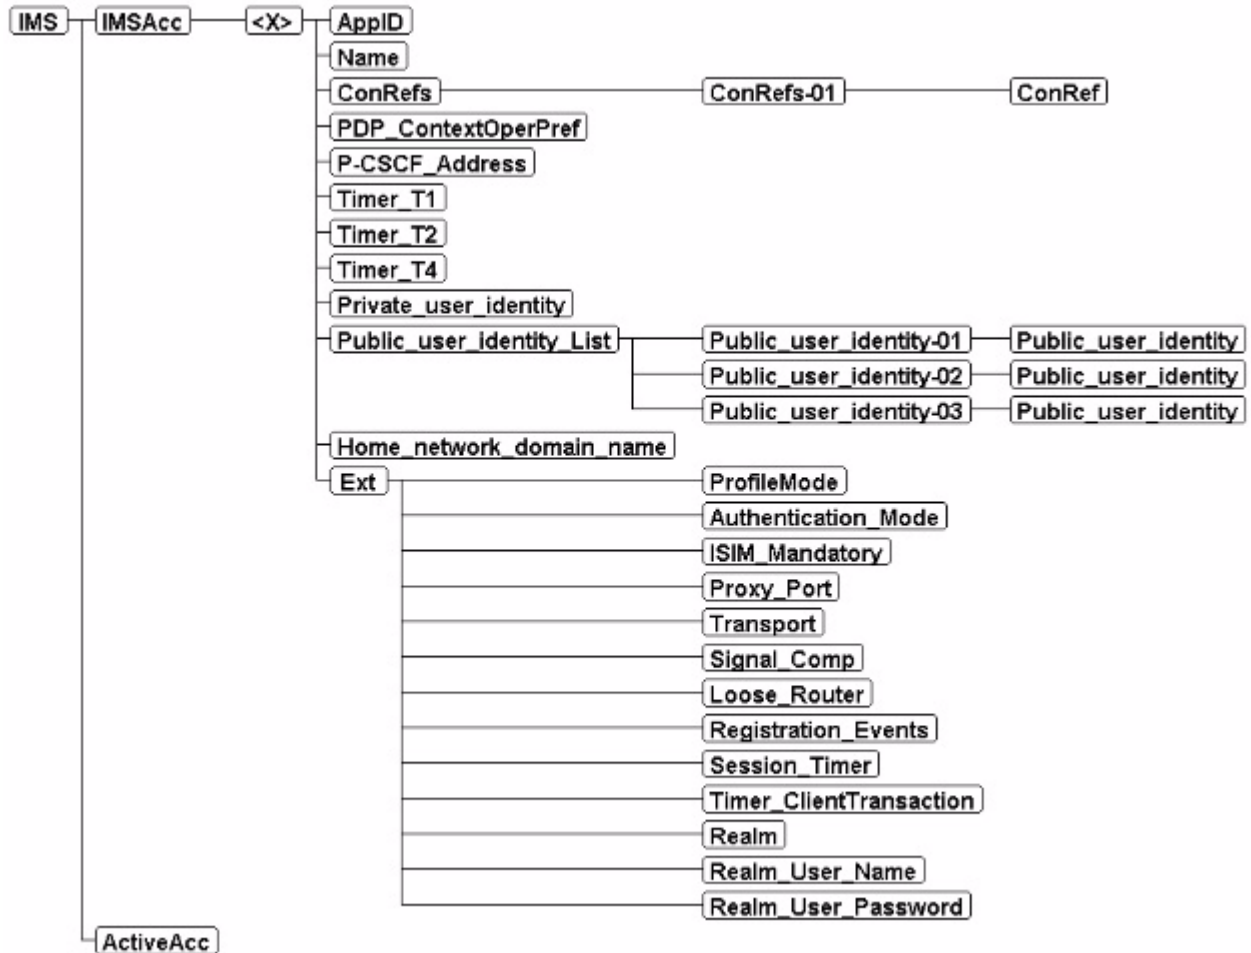 IMS IMSAcc <X> AppID
Name
ConRefs ConRefs-01 ConRef
PDP_ContextOperPref
P-CSCF_Address
Timer_T1
Timer_T2
Timer_T4
Private_user_identity
Public_user_identity_List Public_user_identity-01 Public_user_identity
Public_user_identity-02 Public_user_identity
Public_user_identity-03 Public_user_identity
Home_network_domain_name
Ext ProfileMode
Authentication_Mode
ISIM_Mandatory
Proxy_Port
Transport
Signal_Comp
Loose_Router
Registration_Events
Session_Timer
Timer_ClientTransaction
Realm
Realm_User_Name
Realm_User_Password
ActiveAcc